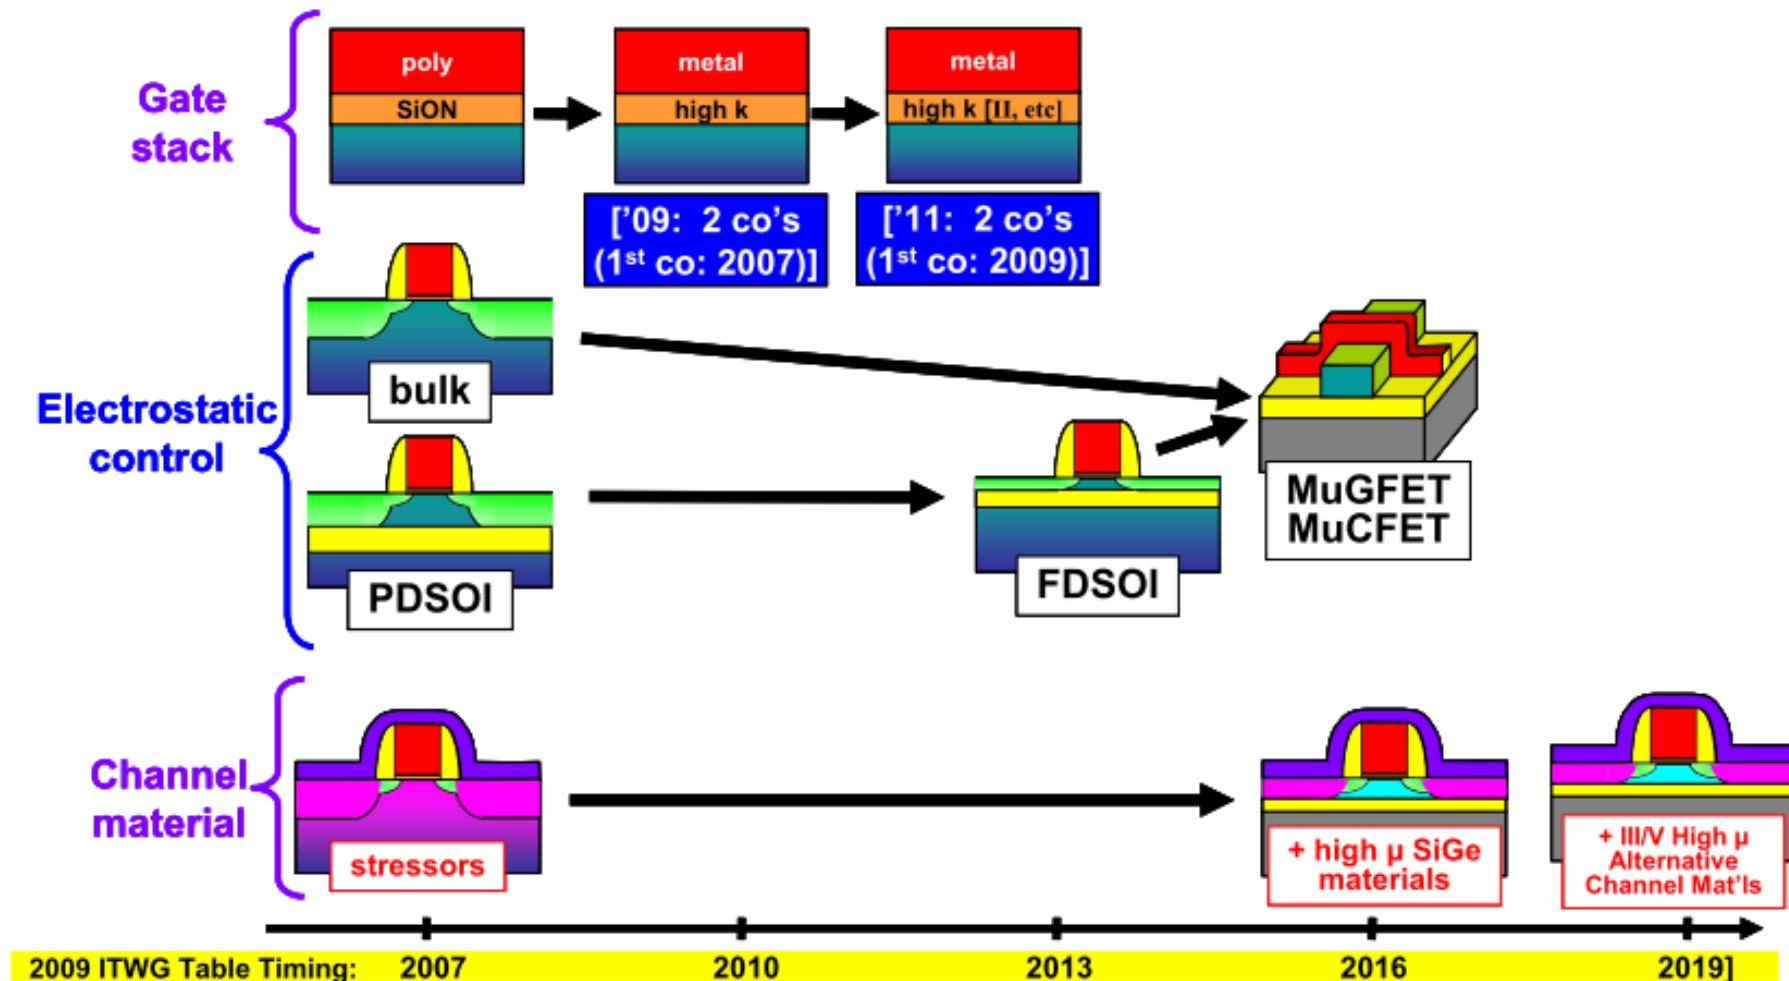 Gate
stack
poly
SiON
metal
high k
metal
high k [II, etc]
['09: 2 co's
(1st co: 2007)]
['11: 2 co's
(1st co: 2009)]
Electrostatic
control
bulk
PDSOI
FDSOI
MuGFET
MuCFET
Channel
material
stressors
+ high μ SiGe
materials
+ III/V High μ
Alternative
Channel Mat'ls
2009 ITWG Table Timing: 2007 2010 2013 2016 2019]